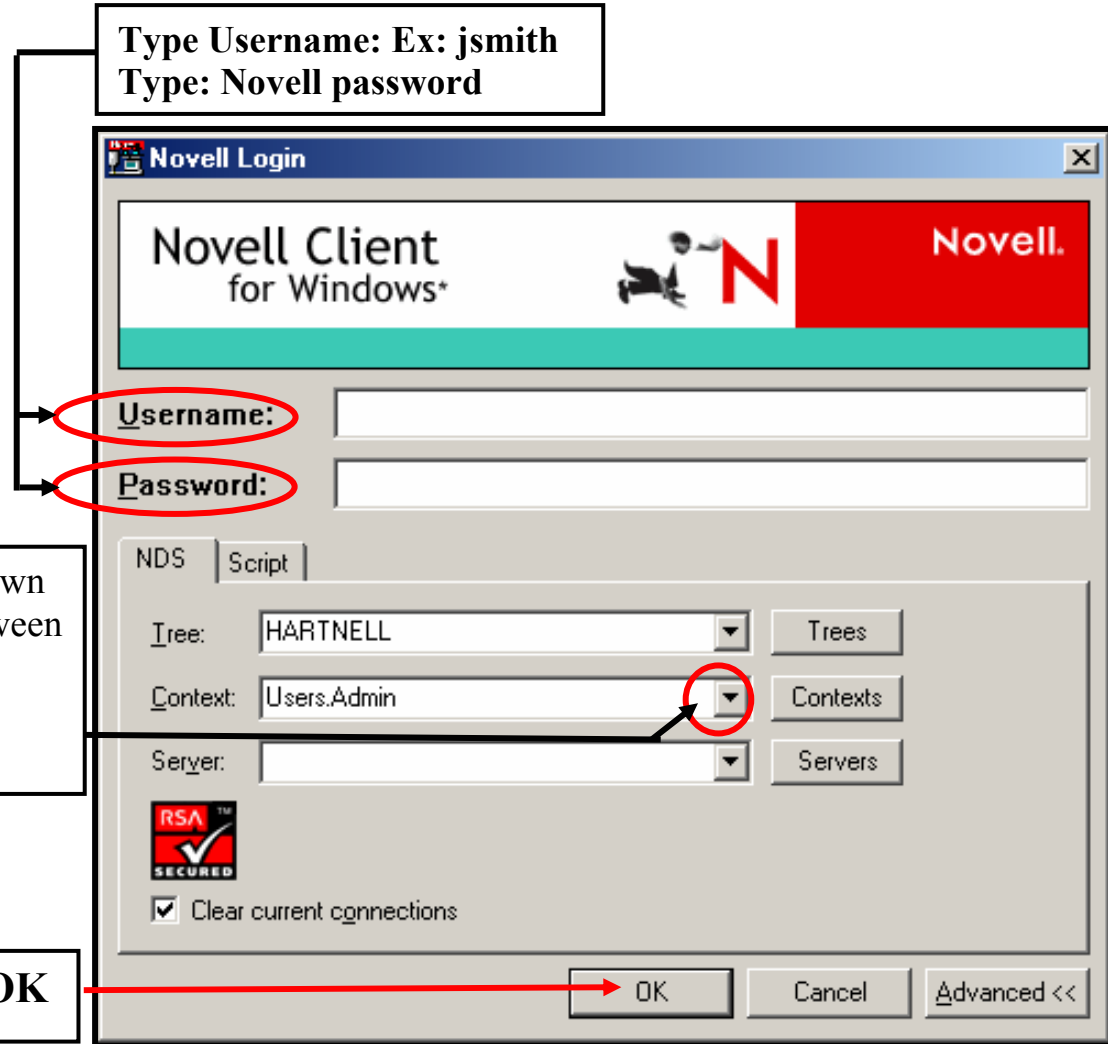 Type Username: Ex: jsmith
Type: Novell password
Novell Login
Novell Client
for Windows*
N
Novell.
Username:
Password:
NDS
Script
Tree:
HARTNELL
Trees
Context:
Users.Admin
Contexts
Server:
Servers
RSA ™
SECURED
Clear current connections
OK
Cancel
Advanced <<